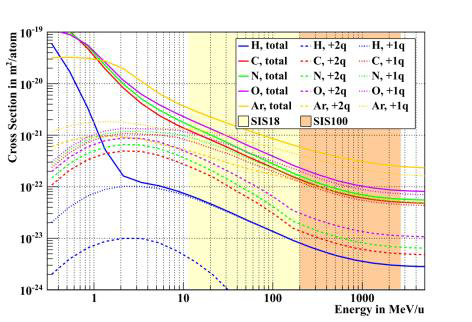 Cross Section in m²/atom
10⁻¹⁹
10⁻²⁰
10⁻²¹
10⁻²²
10⁻²³
10⁻²⁴
H, total H, +2q H, +1q
C, total C, +2q C, +1q
N, total N, +2q N, +1q
O, total O, +2q O, +1q
Ar, total Ar, +2q Ar, +1q
SIS18 SIS100
1 10 100 1000
Energy in MeV/u